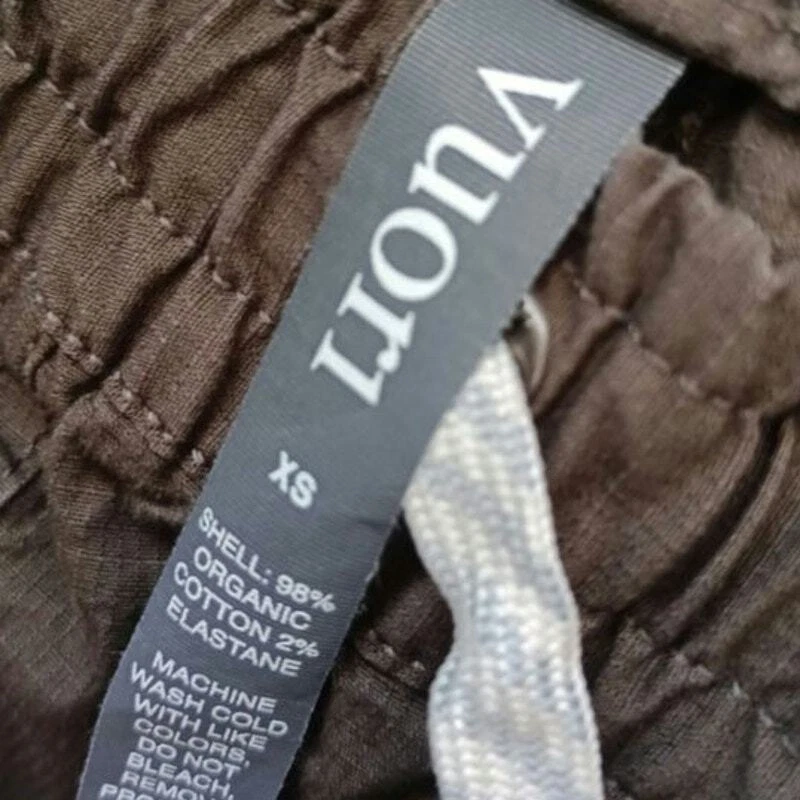 vuori
XS
SHELL: 98%
ORGANIC
COTTON 2%
ELASTANE
MACHINE
WASH COLD
WITH LIKE
COLORS,
DO NOT
BLEACH,